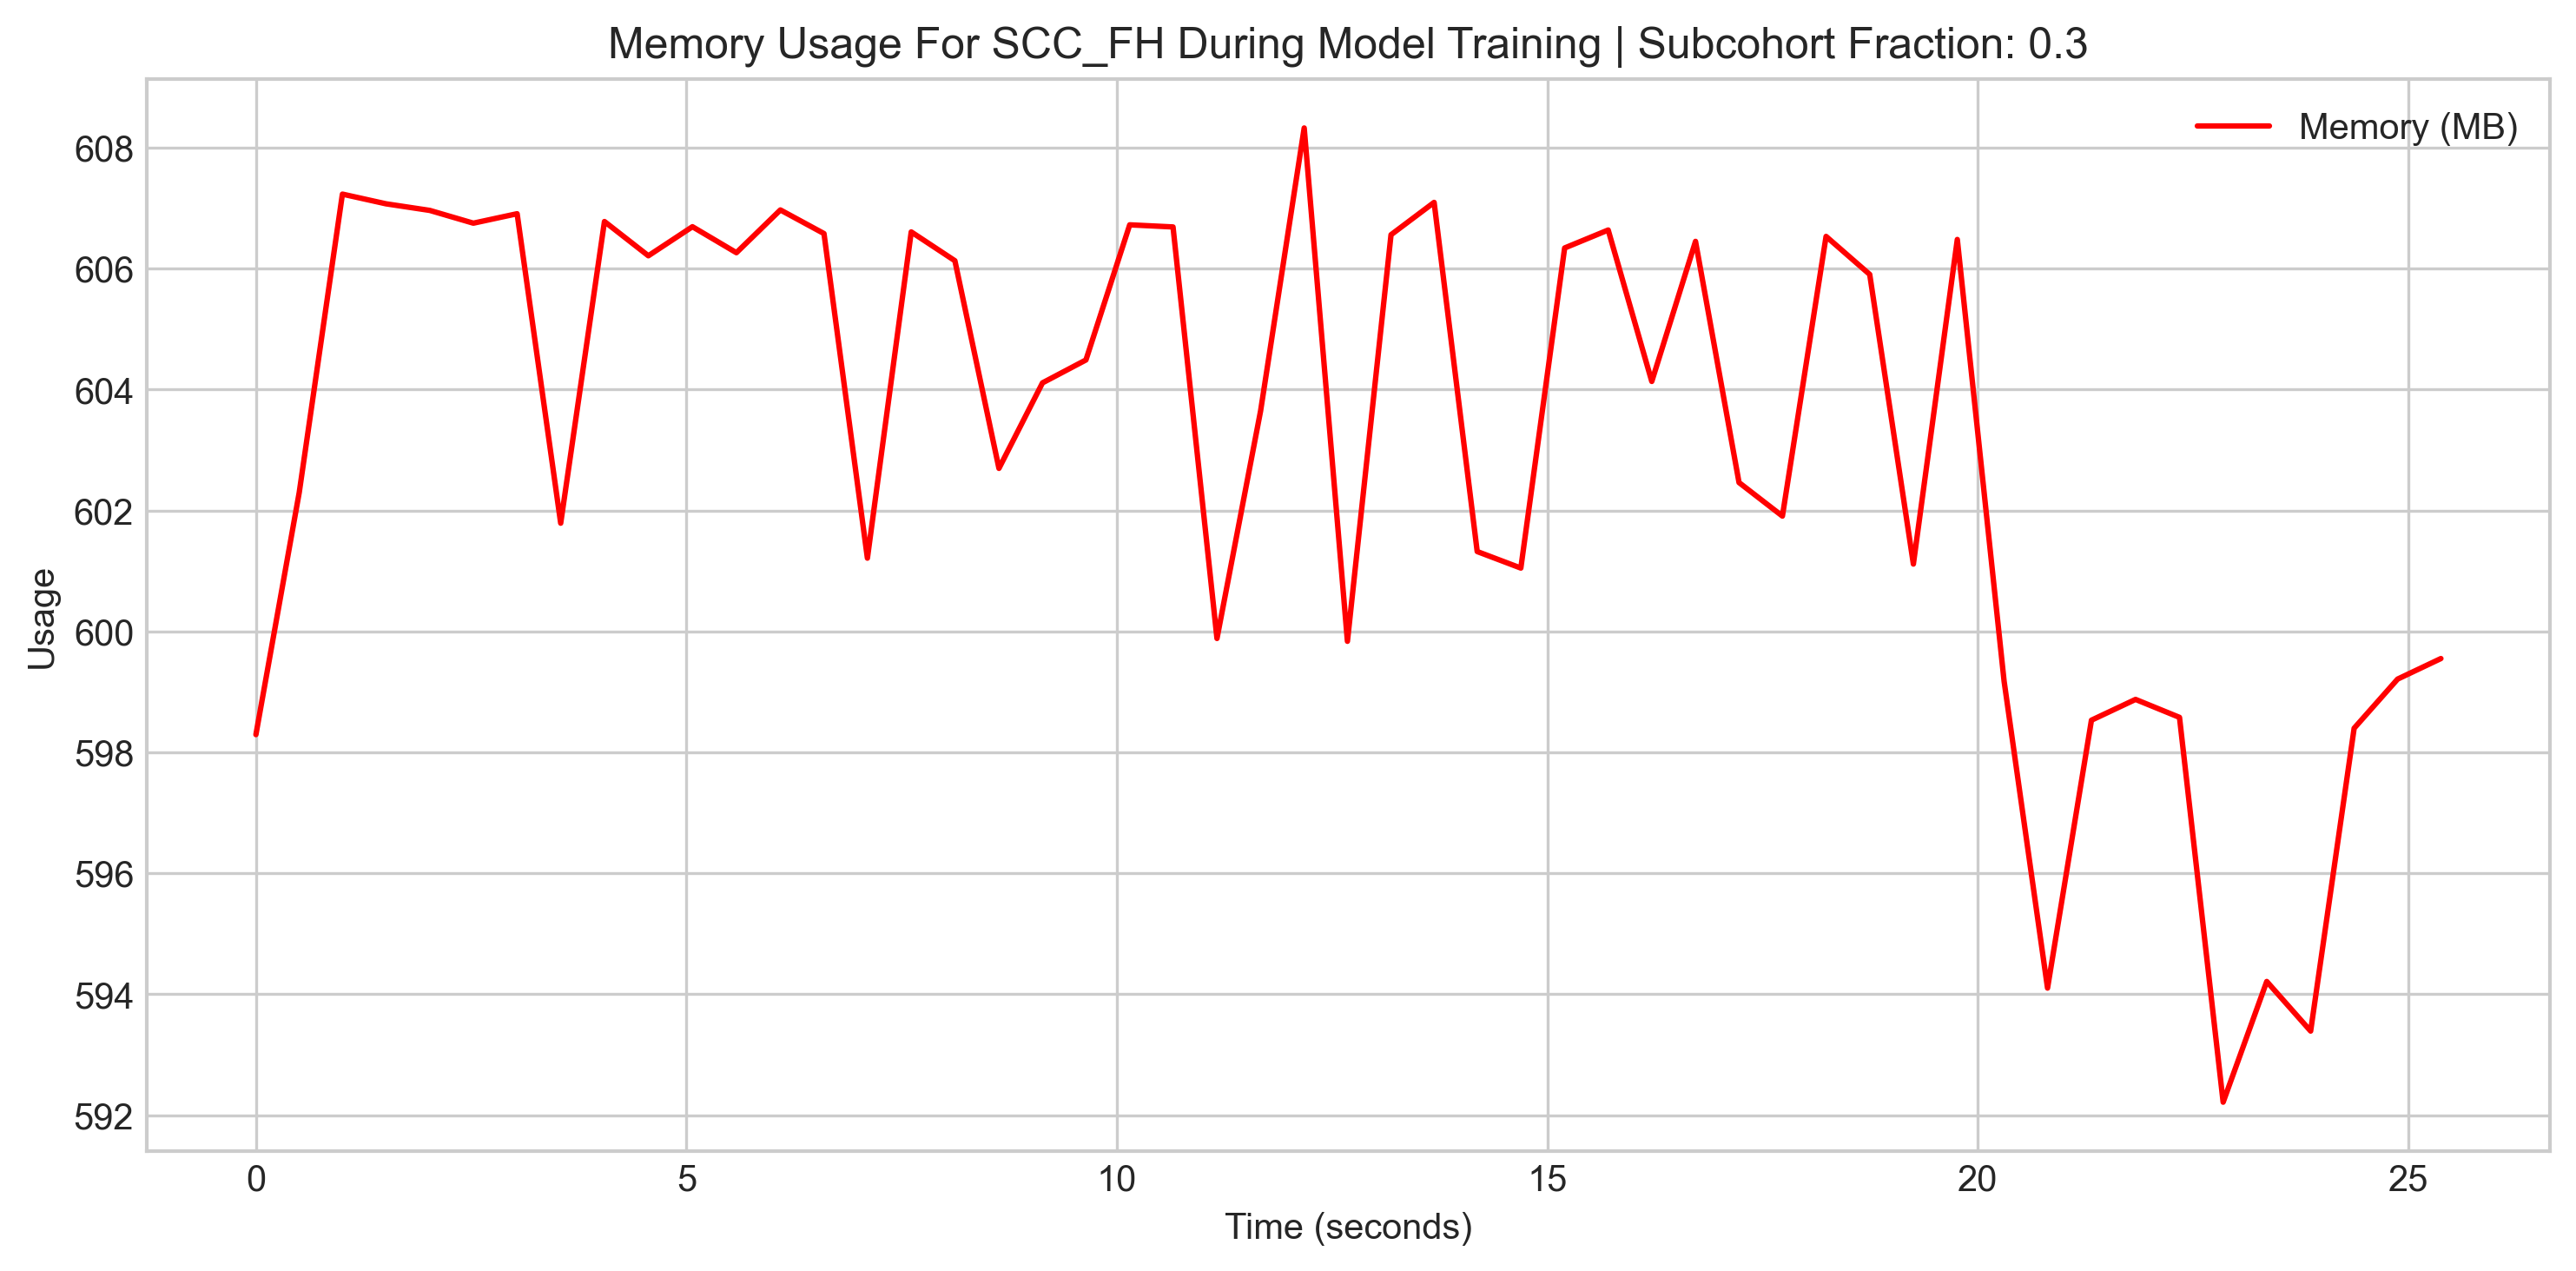 Memory Usage For SCC_FH During Model Training | Subcohort Fraction: 0.3
Memory (MB)
608
606
604
602
600
598
596
594
592
Usage
0 5 10 15 20 25
Time (seconds)